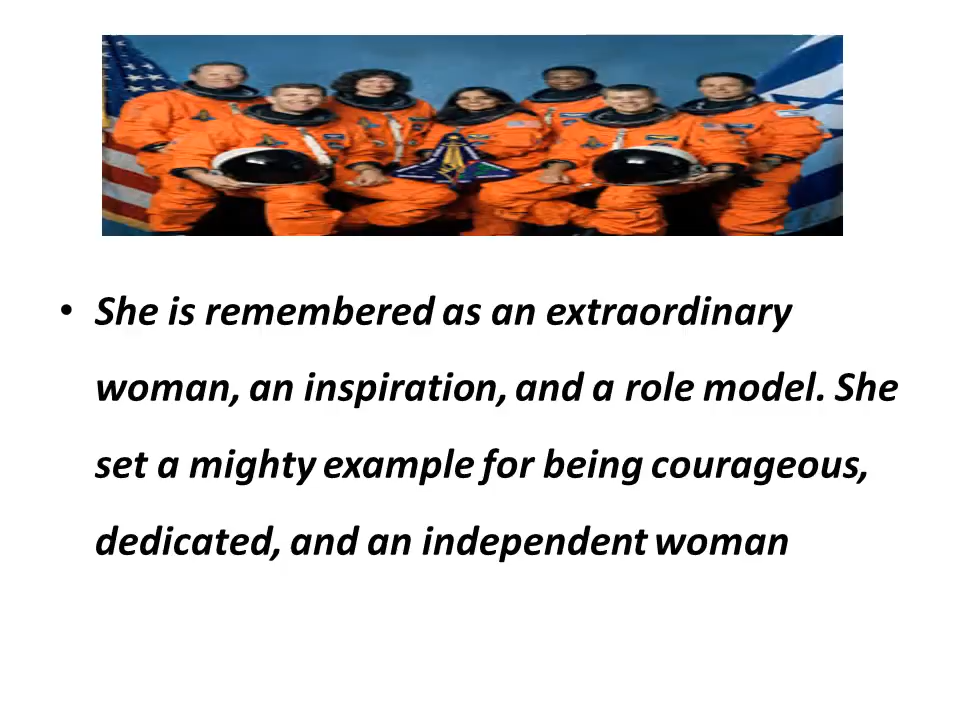 • She is remembered as an extraordinary
woman, an inspiration, and a role model. She
set a mighty example for being courageous,
dedicated, and an independent woman